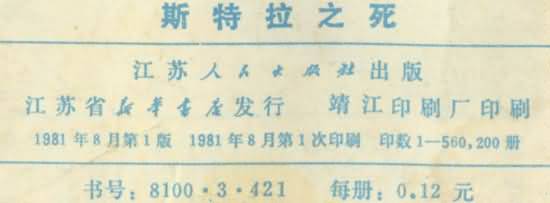 斯特拉之死
江苏人民出版社出版
江苏省新华书店发行 靖江印刷厂印刷
1981年8月第1版 1981年8月第1次印刷 印数1—560,200册
书号：8100·3·421 每册：0.12元